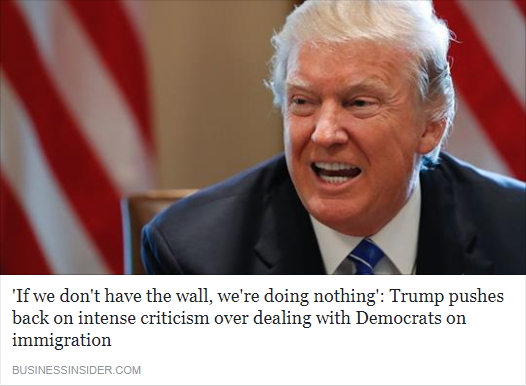 'If we don't have the wall, we're doing nothing': Trump pushes
back on intense criticism over dealing with Democrats on
immigration
BUSINESSINSIDER.COM